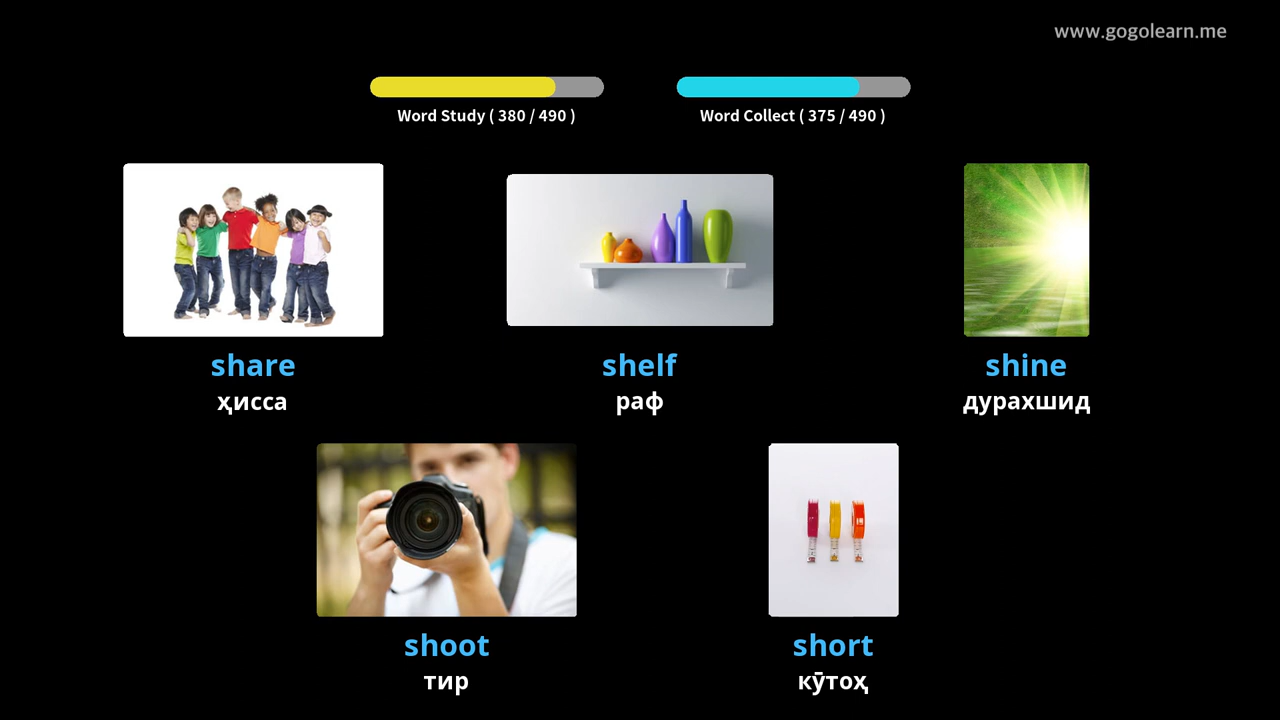 www.gogolearn.me
Word Study ( 380 / 490 )
Word Collect ( 375 / 490 )
share
ҳисса
shelf
раф
shine
дурахшид
shoot
тир
short
кӯтоҳ